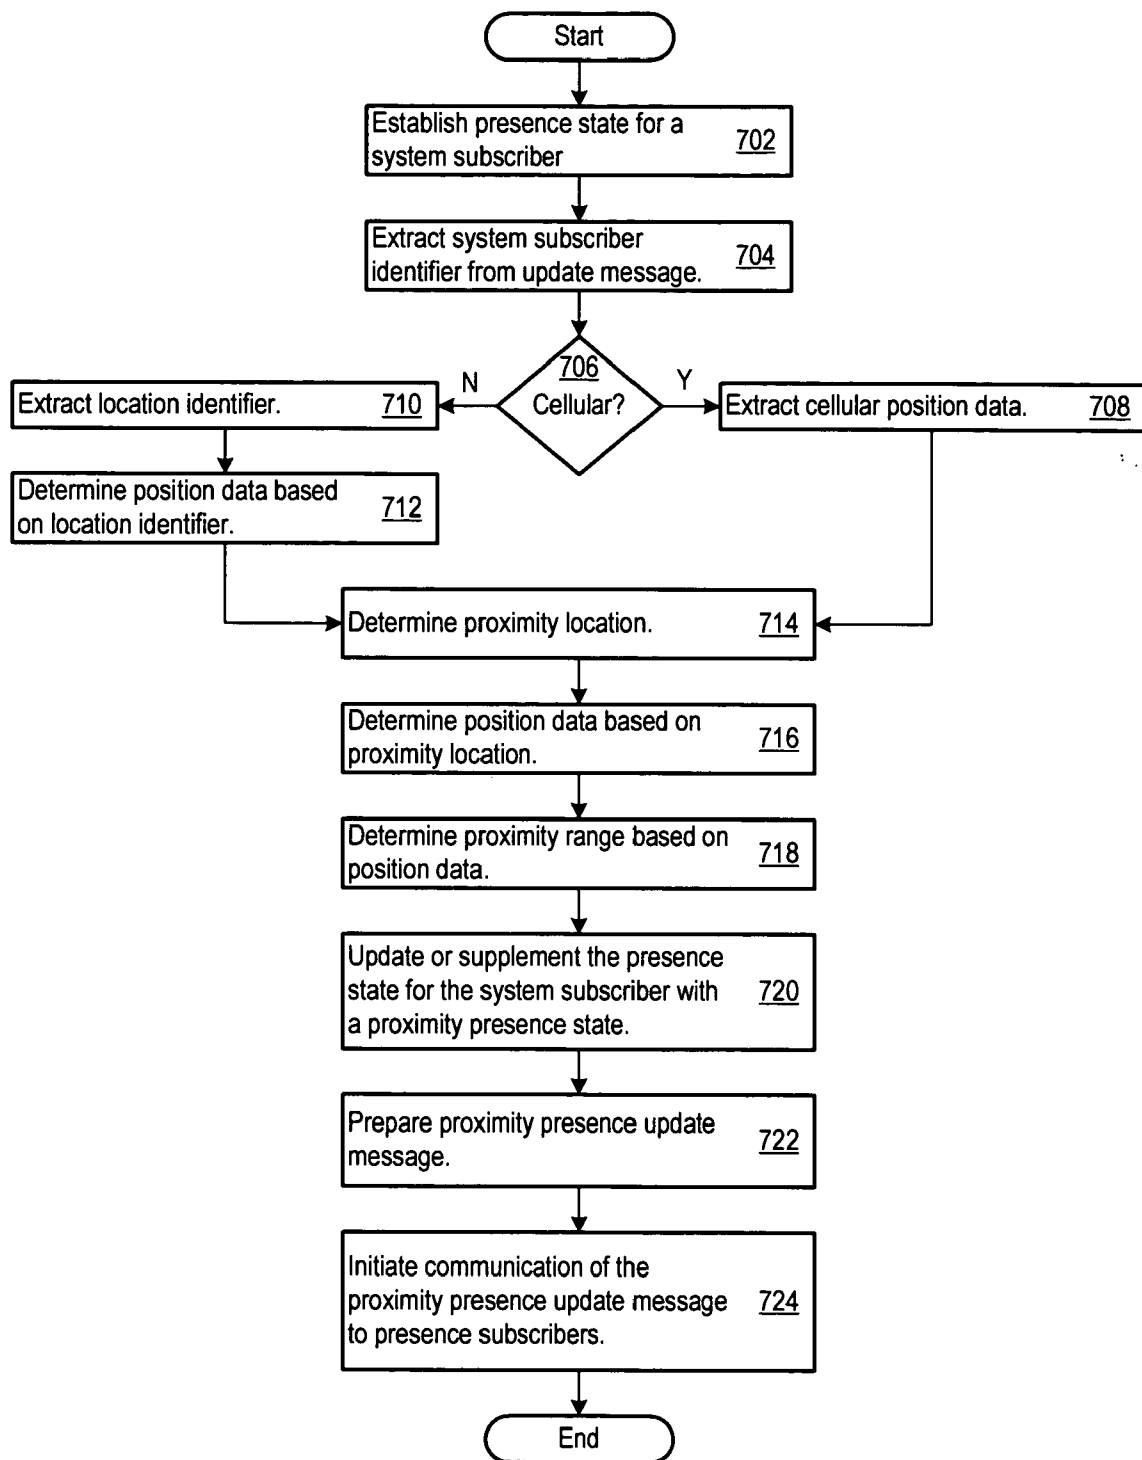 Start
Establish presence state for a
system subscriber
702
Extract system subscriber
identifier from update message.
704
706
Cellular?
N
Y
Extract location identifier.
710
Extract cellular position data.
708
Determine position data based
on location identifier.
712
Determine proximity location.
714
Determine position data based on
proximity location.
716
Determine proximity range based on
position data.
718
Update or supplement the presence
state for the system subscriber with
a proximity presence state.
720
Prepare proximity presence update
message.
722
Initiate communication of the
proximity presence update message
to presence subscribers.
724
End